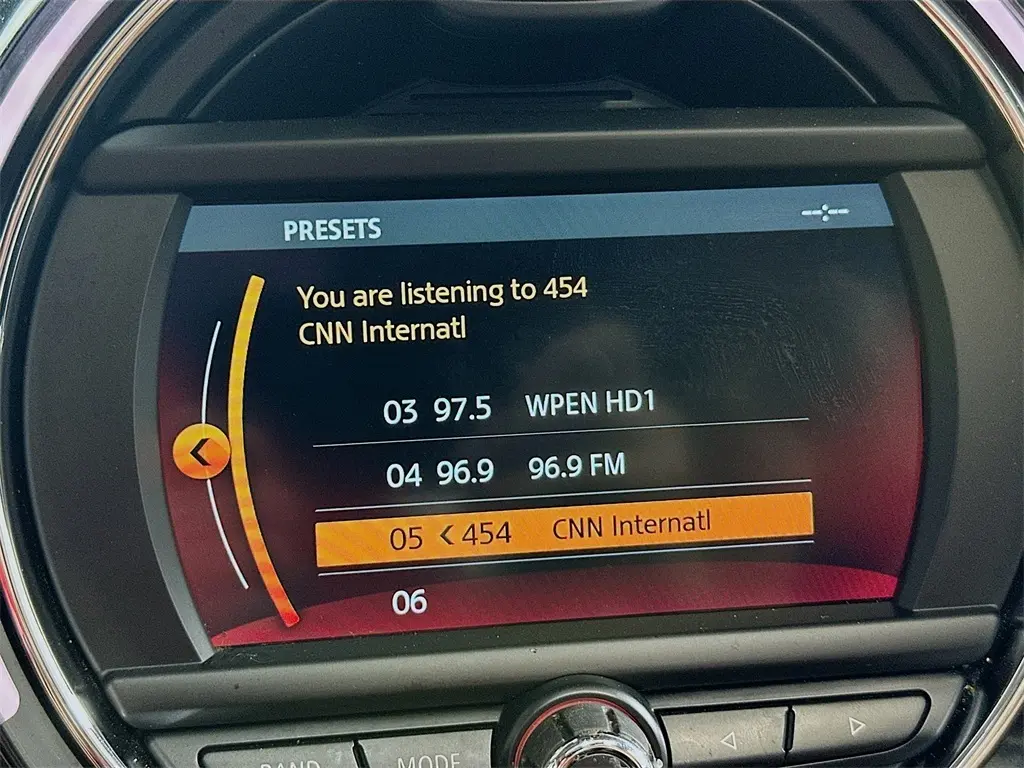 PRESETS
You are listening to 454
CNN Internatl
03 97.5 WPEN HD1
04 96.9 96.9 FM
05 < 454 CNN Internatl
06
BAND MODE